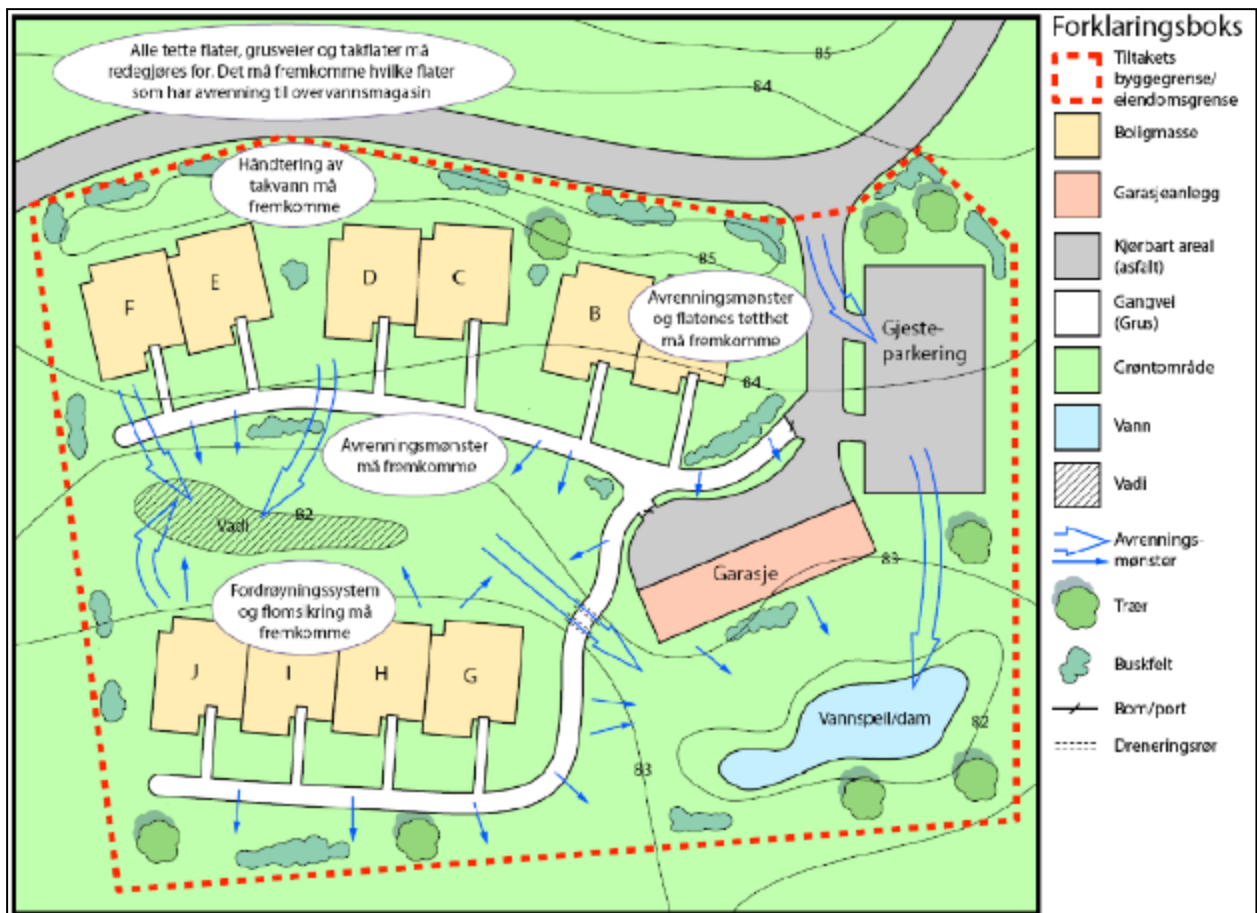 Alle tette flater, grusveier og takflater må
redegjøres for. Det må fremkomme hvilke flater
som har avrenning til overvannsmagasin
85
84
Håndtering av
takvann må
fremkomme
85
F
E
D
C
B
Avrenningsmønster
og flatenes tetthet
må fremkomme
84
Gjeste-
parkering
Avrenningsmønster
må fremkomme
Vadi
82
Fordrøyningssystem
og flomsikring må
fremkomme
Garasje
83
J
I
H
G
Vannspeil/dam
82
83
Forklaringsboks
Tiltakets
byggegrense/
eiendomsgrense
Boligmasse
Garasjeanlegg
Kjørbart areal
(asfalt)
Gangvei
(Grus)
Grøntområde
Vann
Vadi
Avrennings-
mønster
Trær
Buskfelt
Bom/port
Dreneringsrør